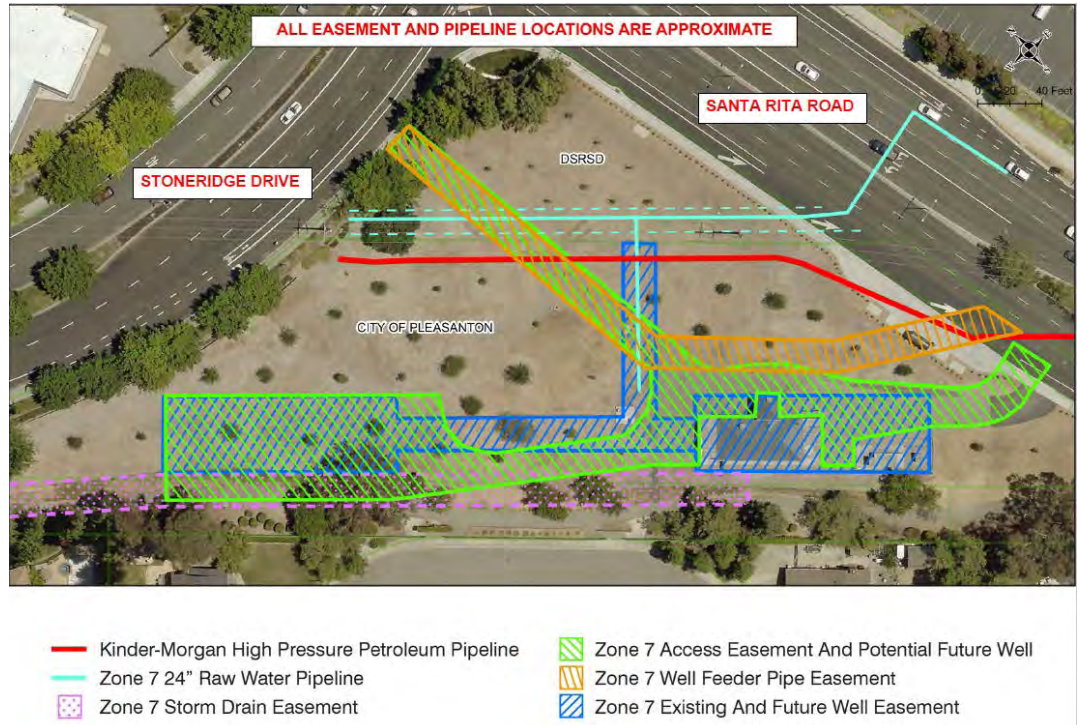 ALL EASEMENT AND PIPELINE LOCATIONS ARE APPROXIMATE
SANTA RITA ROAD
40 Feet
DSRSD
STONERIDGE DRIVE
CITY OF PLEASANTON
Kinder-Morgan High Pressure Petroleum Pipeline
Zone 7 24" Raw Water Pipeline
Zone 7 Storm Drain Easement
Zone 7 Access Easement And Potential Future Well
Zone 7 Well Feeder Pipe Easement
Zone 7 Existing And Future Well Easement